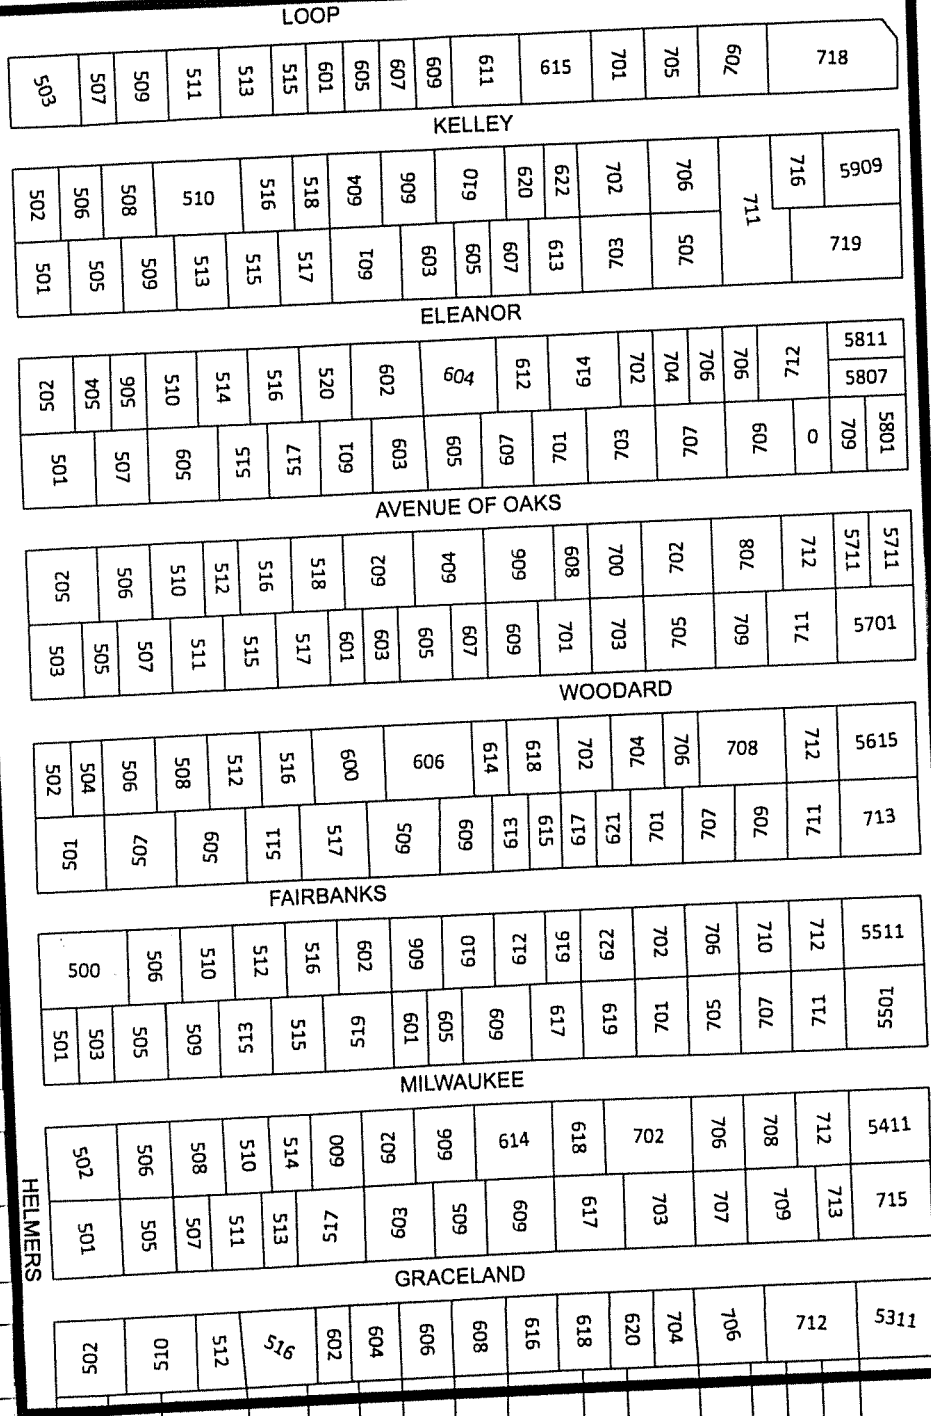 LOOP
503 507 509 511 513 515 601 605 607 609 611 615 701 705 709 718
KELLEY
502 506 508 510 516 518 604 606 610 620 622 702 706 711 716 5909
501 505 509 513 515 517 601 603 605 607 613 703 705 719
ELEANOR
502 504 506 510 514 516 520 602 604 612 614 702 704 706 706 712 5811
5807
501 507 509 515 517 601 603 605 607 701 703 707 709 0 709 5801
AVENUE OF OAKS
502 506 510 512 516 518 602 604 606 608 700 702 708 712 5711 5711
503 505 507 511 515 517 601 603 605 607 609 701 703 705 709 711 5701
WOODARD
502 504 506 508 512 516 600 606 614 618 702 704 706 708 712 5615
501 507 509 511 517 605 609 613 615 617 621 701 707 709 711 713
FAIRBANKS
500 506 510 512 516 602 606 610 612 616 622 702 706 710 712 5511
501 503 505 509 513 515 519 601 605 609 617 619 701 705 707 711 5501
MILWAUKEE
502 506 508 510 514 600 602 606 614 618 702 706 708 712 5411
HELMERS
501 505 507 511 513 517 603 605 609 617 703 707 709 713 715
GRACELAND
502 510 512 516 602 604 606 608 616 618 620 704 706 712 5311